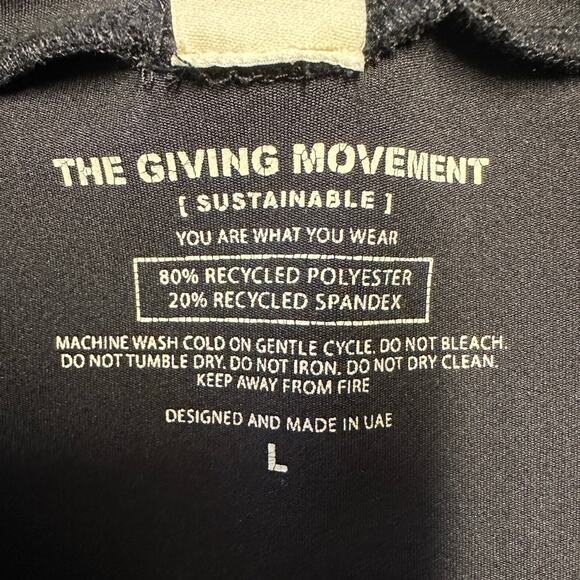 THE GIVING MOVEMENT
[ SUSTAINABLE ]
YOU ARE WHAT YOU WEAR
80% RECYCLED POLYESTER
20% RECYCLED SPANDEX
MACHINE WASH COLD ON GENTLE CYCLE. DO NOT BLEACH.
DO NOT TUMBLE DRY. DO NOT IRON. DO NOT DRY CLEAN.
KEEP AWAY FROM FIRE
DESIGNED AND MADE IN UAE
L